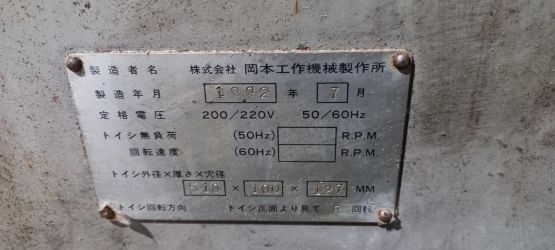 製造者名 株式会社 岡本工作機械製作所
製造年月 1992 年 7 月
定格電圧 200/220V. 50/60Hz
トイシ無負荷 (50Hz) R.P.M.
回転速度 (60Hz) R.P.M.
トイシ外径×厚さ×穴径
510 × 100 × 127 MM
トイシ回転方向 トイシ正面より見て 回転